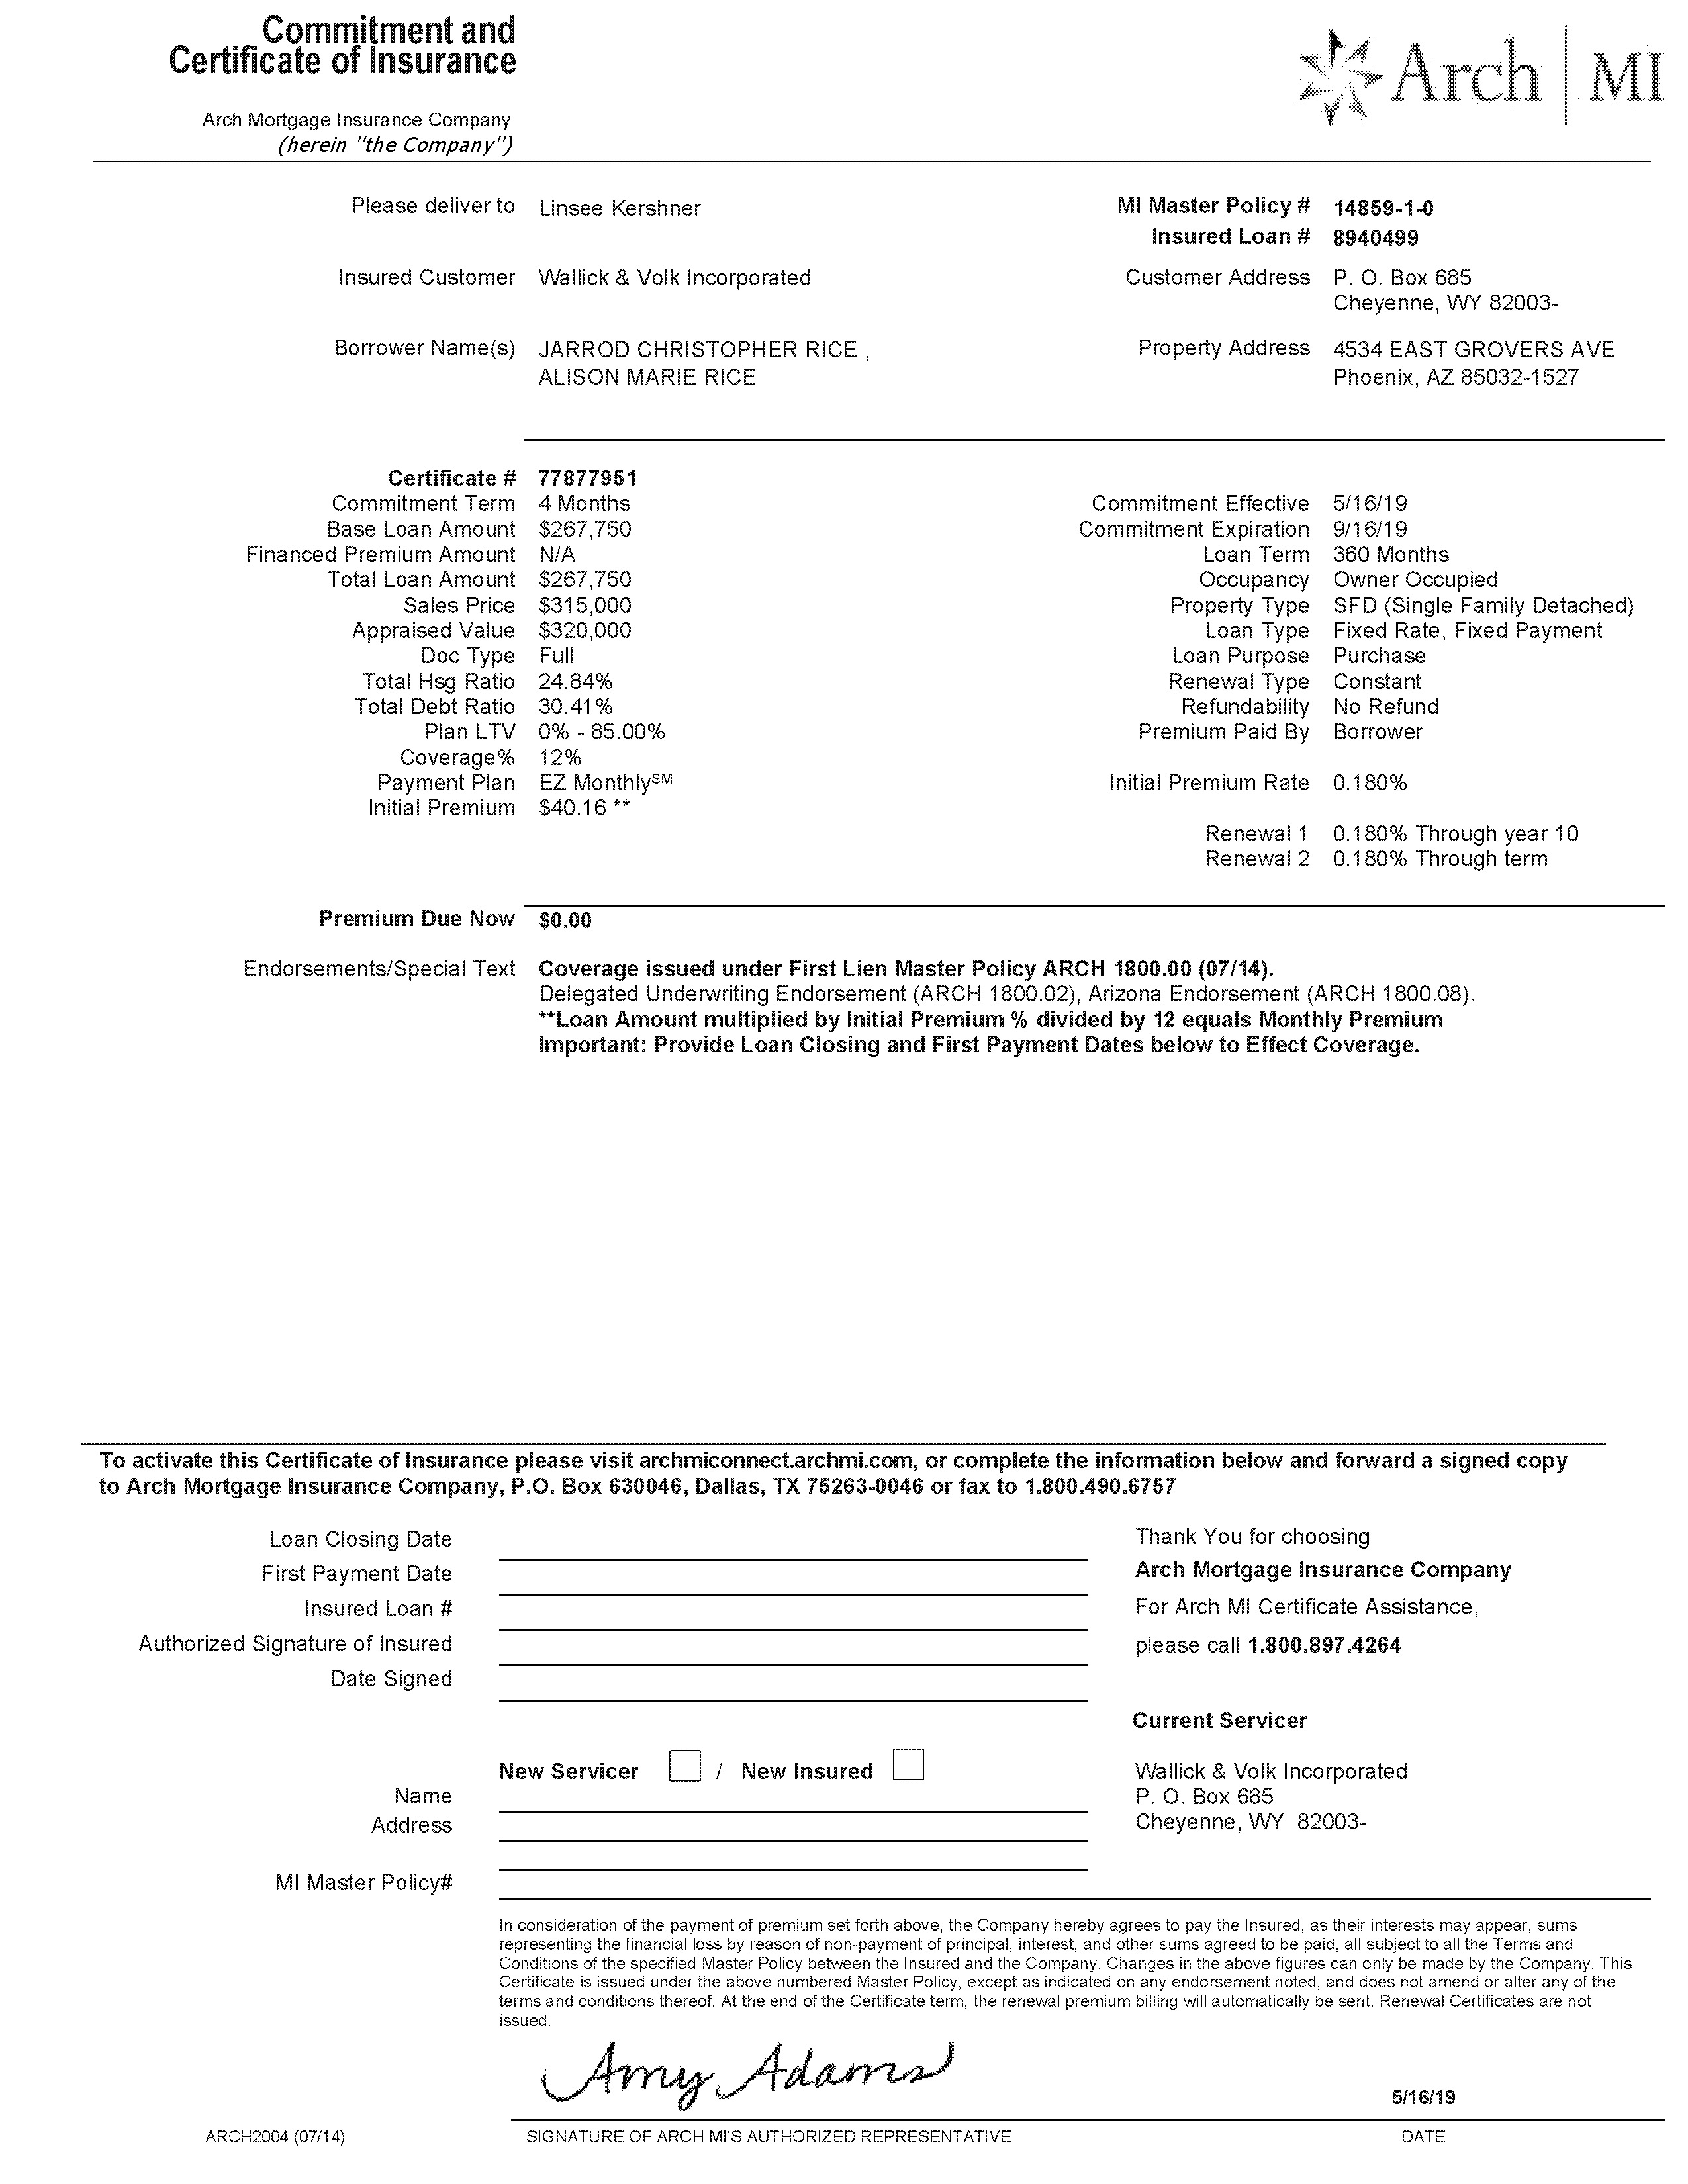 Commitment and
Certificate of Insurance
Arch | MI
Arch Mortgage Insurance Company
(herein "the Company")
Please deliver to Linsee Kershner
MI Master Policy # 14859-1-0
Insured Loan # 8940499
Insured Customer Wallick & Volk Incorporated
Customer Address P. O. Box 685
Cheyenne, WY 82003-
Borrower Name(s) JARROD CHRISTOPHER RICE ,
ALISON MARIE RICE
Property Address 4534 EAST GROVERS AVE
Phoenix, AZ 85032-1527
Certificate # 77877951
Commitment Term 4 Months
Commitment Effective 5/16/19
Base Loan Amount $267,750
Commitment Expiration 9/16/19
Financed Premium Amount N/A
Loan Term 360 Months
Total Loan Amount $267,750
Occupancy Owner Occupied
Sales Price $315,000
Property Type SFD (Single Family Detached)
Appraised Value $320,000
Loan Type Fixed Rate, Fixed Payment
Doc Type Full
Loan Purpose Purchase
Total Hsg Ratio 24.84%
Renewal Type Constant
Total Debt Ratio 30.41%
Refundability No Refund
Plan LTV 0% - 85.00%
Premium Paid By Borrower
Coverage% 12%
Payment Plan EZ Monthly℠
Initial Premium Rate 0.180%
Initial Premium $40.16 **
Renewal 1 0.180% Through year 10
Renewal 2 0.180% Through term
Premium Due Now $0.00
Endorsements/Special Text Coverage issued under First Lien Master Policy ARCH 1800.00 (07/14).
Delegated Underwriting Endorsement (ARCH 1800.02), Arizona Endorsement (ARCH 1800.08).
**Loan Amount multiplied by Initial Premium % divided by 12 equals Monthly Premium
Important: Provide Loan Closing and First Payment Dates below to Effect Coverage.
To activate this Certificate of Insurance please visit archmiconnect.archmi.com, or complete the information below and forward a signed copy
to Arch Mortgage Insurance Company, P.O. Box 630046, Dallas, TX 75263-0046 or fax to 1.800.490.6757
Loan Closing Date
First Payment Date
Insured Loan #
Authorized Signature of Insured
Date Signed
Thank You for choosing
Arch Mortgage Insurance Company
For Arch MI Certificate Assistance,
please call 1.800.897.4264
Current Servicer
New Servicer / New Insured
Wallick & Volk Incorporated
P. O. Box 685
Cheyenne, WY 82003-
Name
Address
MI Master Policy#
In consideration of the payment of premium set forth above, the Company hereby agrees to pay the Insured, as their interests may appear, sums
representing the financial loss by reason of non-payment of principal, interest, and other sums agreed to be paid, all subject to all the Terms and
Conditions of the specified Master Policy between the Insured and the Company. Changes in the above figures can only be made by the Company. This
Certificate is issued under the above numbered Master Policy, except as indicated on any endorsement noted, and does not amend or alter any of the
terms and conditions thereof. At the end of the Certificate term, the renewal premium billing will automatically be sent. Renewal Certificates are not
issued.
Amy Adams
5/16/19
ARCH2004 (07/14)
SIGNATURE OF ARCH MI'S AUTHORIZED REPRESENTATIVE
DATE